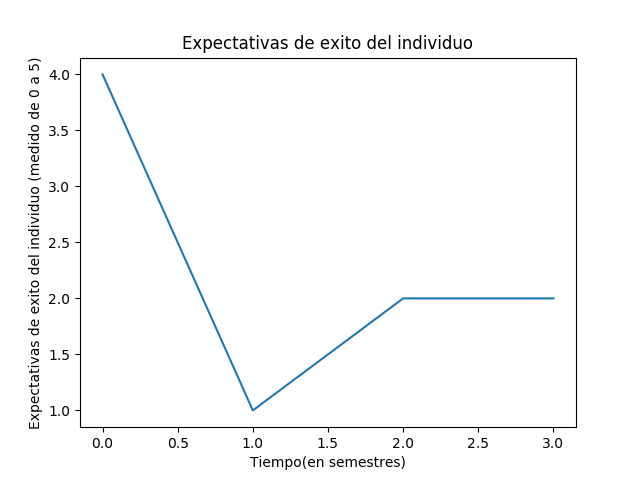 Expectativas de exito del individuo
Expectativas de exito del individuo (medido de 0 a 5)
4.0
3.5
3.0
2.5
2.0
1.5
1.0
0.0 0.5 1.0 1.5 2.0 2.5 3.0
Tiempo(en semestres)